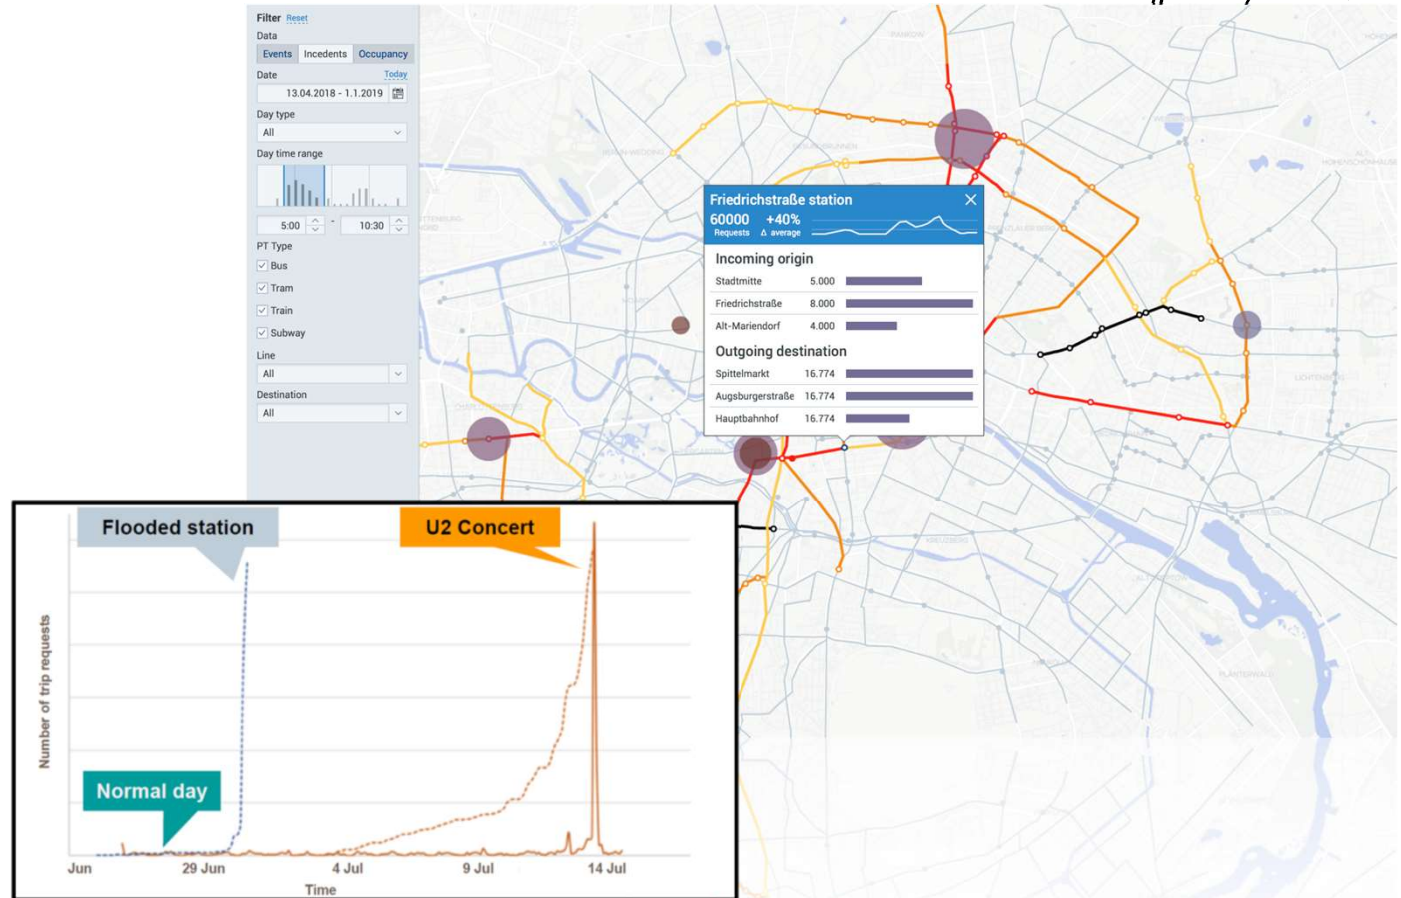 Filter Reset
Data
Events Incedents Occupancy
Date Today
13.04.2018 - 1.1.2019
Day type
All
Day time range
5:00 - 10:30
PT Type
Bus
Tram
Train
Subway
Line
All
Destination
All
Friedrichstraße station
60000 +40%
Requests Δ average
Incoming origin
Stadtmitte 5.000
Friedrichstraße 8.000
Alt-Mariendorf 4.000
Outgoing destination
Spittelmarkt 16.774
Augsburgerstraße 16.774
Hauptbahnhof 16.774
PANKOW
LICHTENBERG
KREUZBERG
PLÄNTERWALD
Flooded station
U2 Concert
Normal day
Number of trip requests
Jun 29 Jun 4 Jul 9 Jul 14 Jul
Time